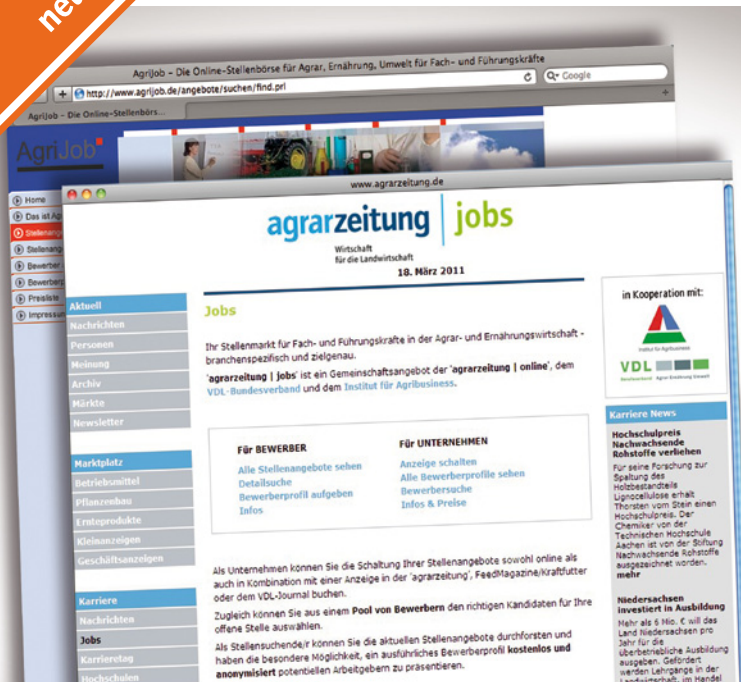 neu
AgriJob - Die Online-Stellenbörse für Agrar, Ernährung, Umwelt für Fach- und Führungskräfte
http://www.agrijob.de/angebote/suchen/find.prl
Google
AgriJob - Die Online-Stellenbörs...
AgriJob
Home
Das ist Ag
Stellenang
Stellenang
Bewerber
Bewerberp
Preisliste
Impressum
www.agrarzeitung.de
agrarzeitung | jobs
Wirtschaft
für die Landwirtschaft
18. März 2011
Aktuell
Nachrichten
Personen
Meinung
Archiv
Märkte
Newsletter
Marktplatz
Betriebsmittel
Pflanzenbau
Ernteprodukte
Kleinanzeigen
Geschäftsanzeigen
Karriere
Nachrichten
Jobs
Karrieretag
Hochschulen
Jobs
Ihr Stellenmarkt für Fach- und Führungskräfte in der Agrar- und Ernährungswirtschaft -
branchenspezifisch und zielgenau.
'agrarzeitung | jobs' ist ein Gemeinschaftsangebot der 'agrarzeitung | online', dem
VDL-Bundesverband und dem Institut für Agribusiness.
Für BEWERBER
Alle Stellenangebote sehen
Detailsuche
Bewerberprofil aufgeben
Infos
Für UNTERNEHMEN
Anzeige schalten
Alle Bewerberprofile sehen
Bewerbersuche
Infos & Preise
Als Unternehmen können Sie die Schaltung Ihrer Stellenangebote sowohl online als
auch in Kombination mit einer Anzeige in der 'agrarzeitung', FeedMagazine/Kraftfutter
oder dem VDL-Journal buchen.
Zugleich können Sie aus einem Pool von Bewerbern den richtigen Kandidaten für Ihre
offene Stelle auswählen.
Als Stellensuchende/r können Sie die aktuellen Stellenangebote durchforsten und
haben die besondere Möglichkeit, ein ausführliches Bewerberprofil kostenlos und
anonymisiert potentiellen Arbeitgebern zu präsentieren.
in Kooperation mit:
Institut für Agribusiness
VDL
Berufsverband Agrar Ernährung Umwelt
Karriere News
Hochschulpreis
Nachwachsende
Rohstoffe verliehen
Für seine Forschung zur
Spaltung des
Holzbestandteils
Lignocellulose erhält
Thorsten vom Stein einen
Hochschulpreis. Der
Chemiker von der
Technischen Hochschule
Aachen ist von der Stiftung
Nachwachsende Rohstoffe
ausgezeichnet worden.
mehr
Niedersachsen
investiert in Ausbildung
Mehr als 6 Mio. € will das
Land Niedersachsen pro
Jahr für die
überbetriebliche Ausbildung
ausgeben. Gefördert
werden Lehrgänge in der
Landwirtschaft, im Handel